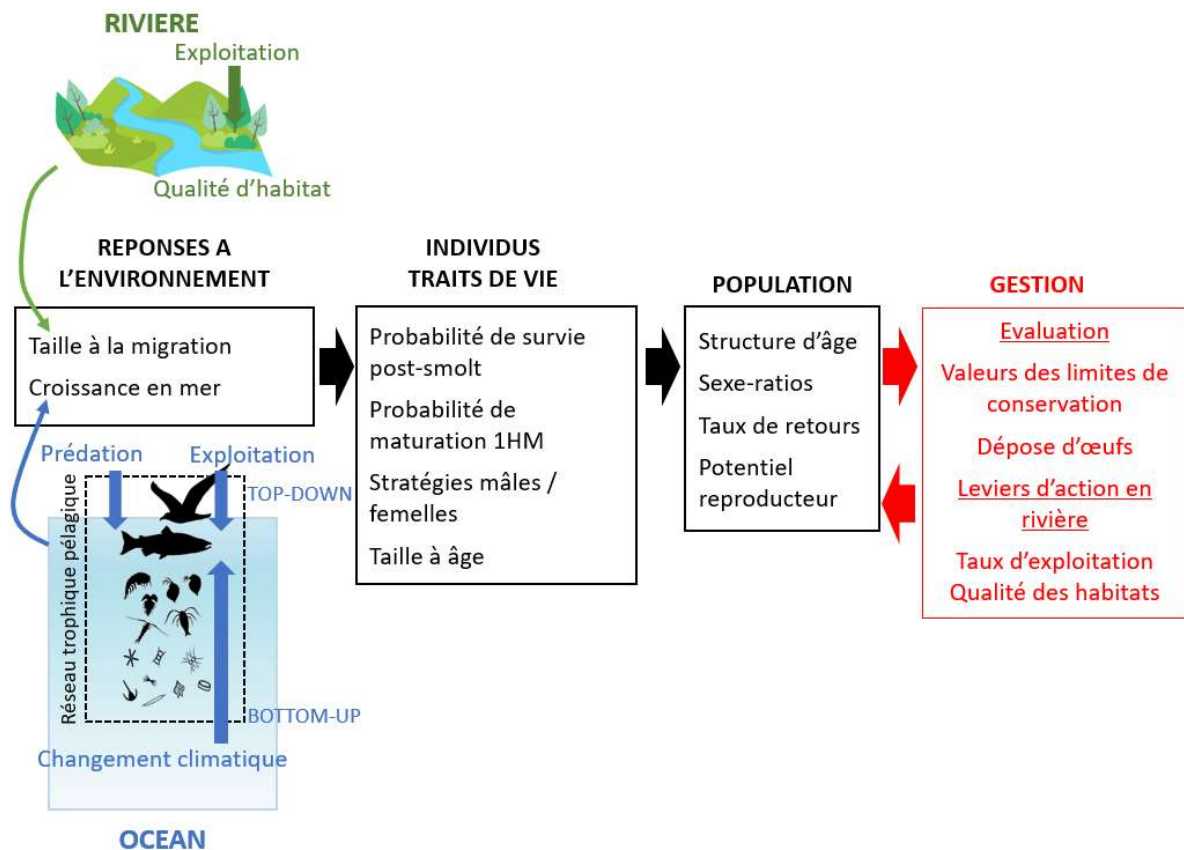 RIVIERE
Exploitation
Qualité d'habitat
REPONSES A
L'ENVIRONNEMENT
Taille à la migration
Croissance en mer
INDIVIDUS
TRAITS DE VIE
Probabilité de survie
post-smolt
Probabilité de
maturation 1HM
Stratégies mâles /
femelles
Taille à âge
POPULATION
Structure d'âge
Sexe-ratios
Taux de retours
Potentiel
reproducteur
GESTION
Evaluation
Valeurs des limites de
conservation
Dépose d'œufs
Leviers d'action en
rivière
Taux d'exploitation
Qualité des habitats
Prédation
Exploitation
TOP-DOWN
Réseau trophique pélagique
BOTTOM-UP
Changement climatique
OCEAN